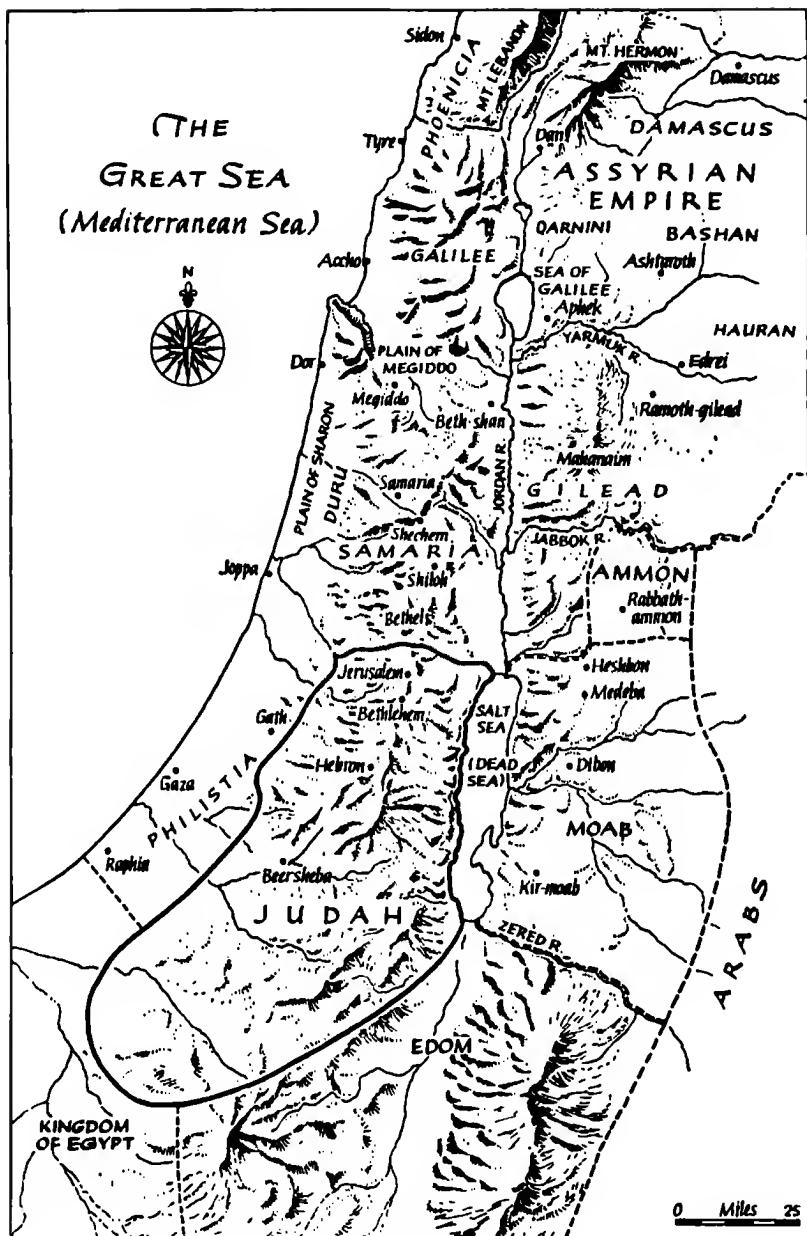 Sidon
PHOENICIA
MT LEBANON
MT. HERMON
Damascus
THE
GREAT SEA
(Mediterranean Sea)
Tyre
Dan
DAMASCUS
ASSYRIAN
EMPIRE
QARNINI
BASHAN
GALILEE
Accho
SEA OF
GALILEE
Ashtaroth
Aphek
N
HAURAN
YARMUK R.
Edrei
Dor
PLAIN OF
MEGIDDO
Megiddo
Beth-shan
Ramoth-gilead
Mahanaim
PLAIN OF SHARON
DURU
Samaria
JORDAN R.
GILEAD
Shechem
SAMARIA
JABBOK R.
Joppa
Shiloh
AMMON
Rabbath-
ammon
Bethel
Jerusalem
Heshbon
Medeba
Bethlehem
SALT
SEA
(DEAD
SEA)
Gath
Hebron
Dibon
Gaza
PHILISTIA
MOAB
Raphia
Beersheba
Kir-moab
JUDAH
ZERED R.
ARABS
EDOM
KINGDOM
OF EGYPT
0 Miles 25